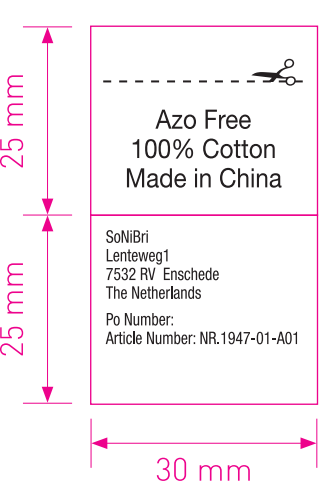 25 mm
Azo Free
100% Cotton
Made in China
25 mm
SoNiBri
Lenteweg1
7532 RV  Enschede
The Netherlands
Po Number:
Article Number: NR.1947-01-A01
30 mm